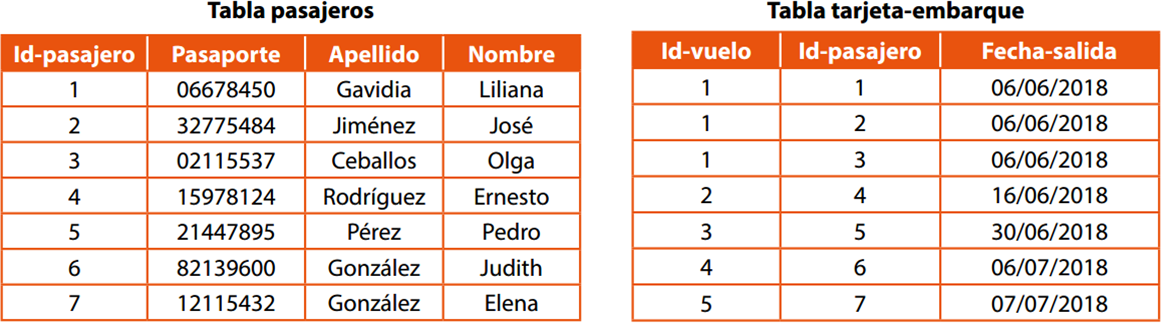 Tabla pasajeros
Id-pasajero Pasaporte Apellido Nombre
1 06678450 Gavidia Liliana
2 32775484 Jiménez José
3 02115537 Ceballos Olga
4 15978124 Rodríguez Ernesto
5 21447895 Pérez Pedro
6 82139600 González Judith
7 12115432 González Elena
Tabla tarjeta-embarque
Id-vuelo Id-pasajero Fecha-salida
1 1 06/06/2018
1 2 06/06/2018
1 3 06/06/2018
2 4 16/06/2018
3 5 30/06/2018
4 6 06/07/2018
5 7 07/07/2018